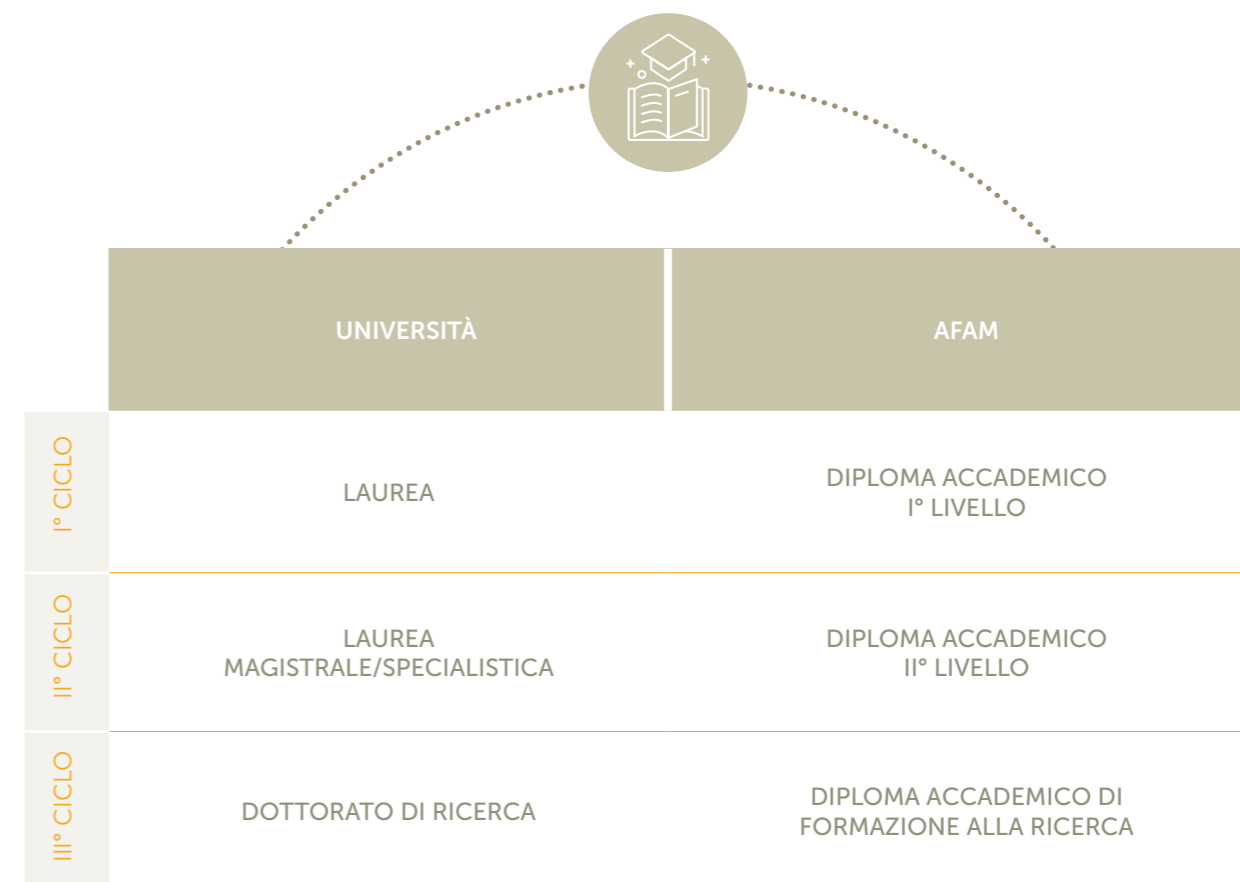 UNIVERSITÀ
AFAM
I° CICLO
LAUREA
DIPLOMA ACCADEMICO
I° LIVELLO
II° CICLO
LAUREA
MAGISTRALE/SPECIALISTICA
DIPLOMA ACCADEMICO
II° LIVELLO
III° CICLO
DOTTORATO DI RICERCA
DIPLOMA ACCADEMICO DI
FORMAZIONE ALLA RICERCA